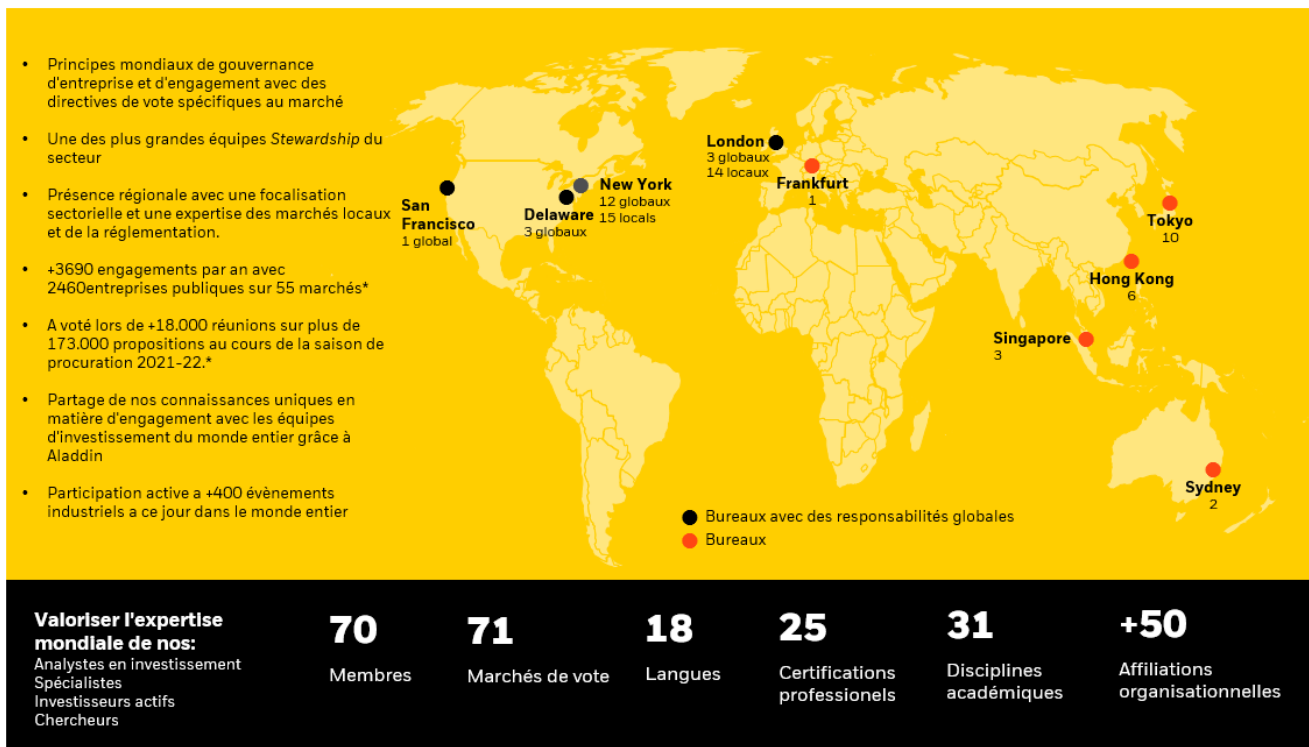 Principes mondiaux de gouvernance
d'entreprise et d'engagement avec des
directives de vote spécifiques au marché
Une des plus grandes équipes Stewardship du
secteur
Présence régionale avec une focalisation
sectorielle et une expertise des marchés locaux
et de la réglementation.
+3690 engagements par an avec
2460entreprises publiques sur 55 marchés*
A voté lors de +18.000 réunions sur plus de
173.000 propositions au cours de la saison de
procuration 2021-22.*
Partage de nos connaissances uniques en
matière d'engagement avec les équipes
d'investissement du monde entier grâce à
Aladdin
Participation active a +400 évènements
industriels a ce jour dans le monde entier
San
Francisco
1 global
Delaware
3 globaux
New York
12 globaux
15 locals
London
3 globaux
14 locaux
Frankfurt
1
Tokyo
10
Hong Kong
6
Singapore
3
Sydney
2
Bureaux avec des responsabilités globales
Bureaux
Valoriser l'expertise
mondiale de nos:
Analystes en investissement
Spécialistes
Investisseurs actifs
Chercheurs
70
Membres
71
Marchés de vote
18
Langues
25
Certifications
professionels
31
Disciplines
académiques
+50
Affiliations
organisationnelles